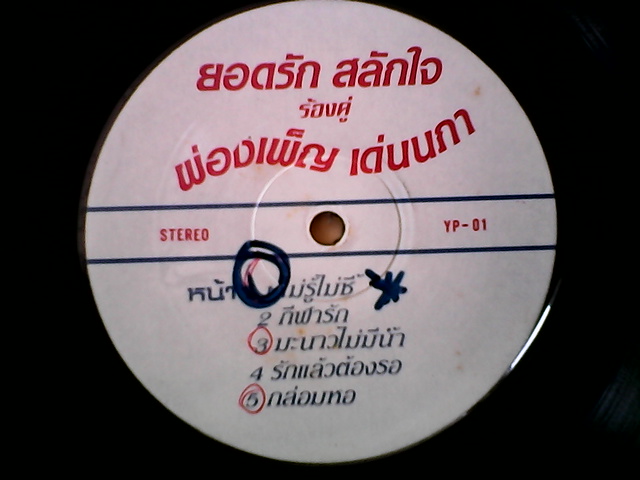 ยอดรัก สลักใจ
ร้องคู่
ผ่องเพ็ญ เด่นนภา
STEREO YP-01
หน้า ไม่รู้ไม่ชี้
2 กีฬารัก
3 มะนาวไม่มีน้ำ
4 รักแล้วต้องรอ
5 กล่อมหอ